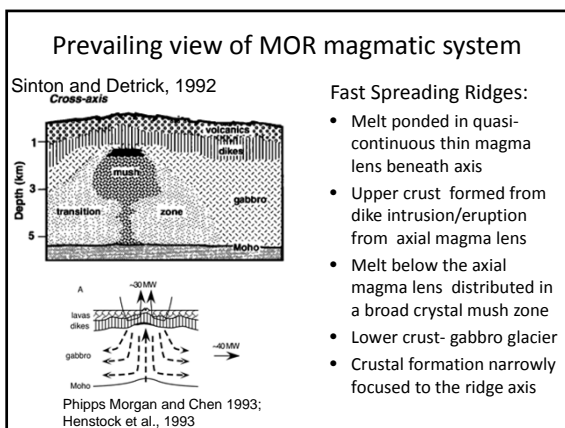 Prevailing view of MOR magmatic system
Sinton and Detrick, 1992
Cross-axis
volcanics
dikes
mush
transition
zone
gabbro
Moho
Depth (km)
1
3
5
A
~30 MW
lavas
dikes
gabbro
~40 MW
Moho
Phipps Morgan and Chen 1993;
Henstock et al., 1993
Fast Spreading Ridges:
• Melt ponded in quasi-
continuous thin magma
lens beneath axis
• Upper crust formed from
dike intrusion/eruption
from axial magma lens
• Melt below the axial
magma lens distributed in
a broad crystal mush zone
• Lower crust- gabbro glacier
• Crustal formation narrowly
focused to the ridge axis